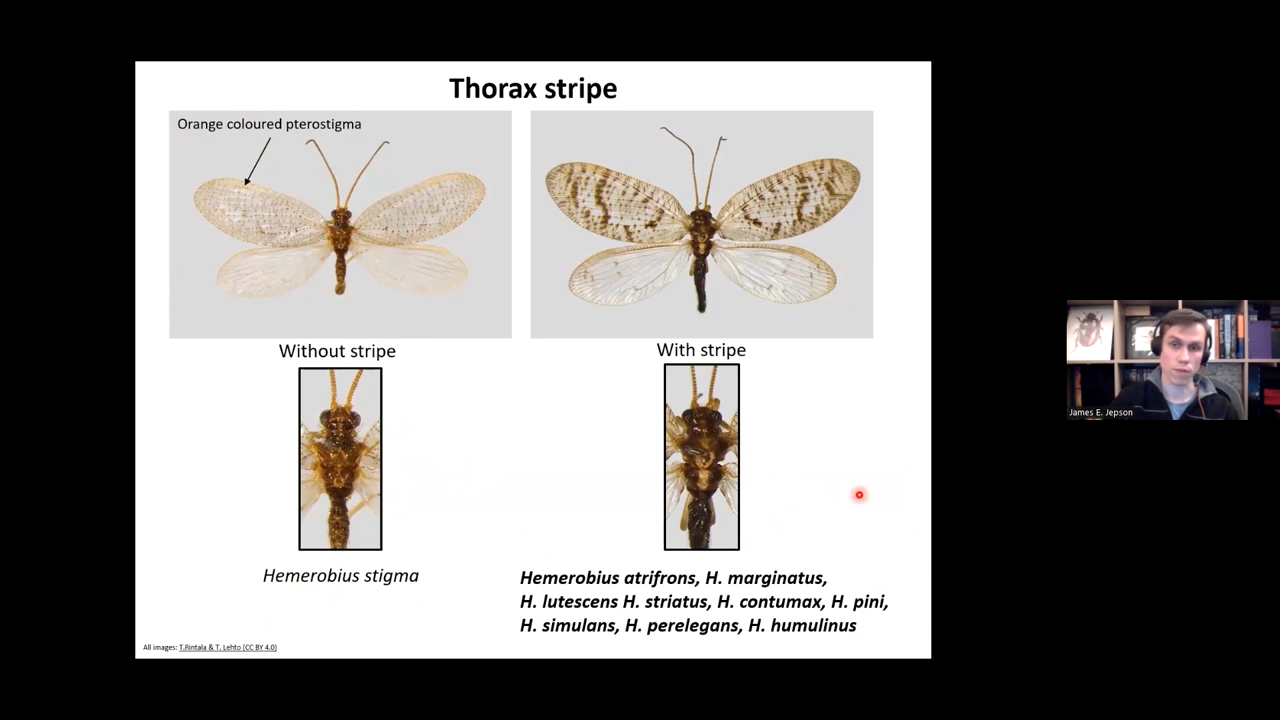 Thorax stripe
Orange coloured pterostigma
Without stripe
With stripe
Hemerobius stigma
Hemerobius atrifrons, H. marginatus,
H. lutescens H. striatus, H. contumax, H. pini,
H. simulans, H. perelegans, H. humulinus
All images: T.Rintala & T. Lehto (CC BY 4.0)
James E. Jepson